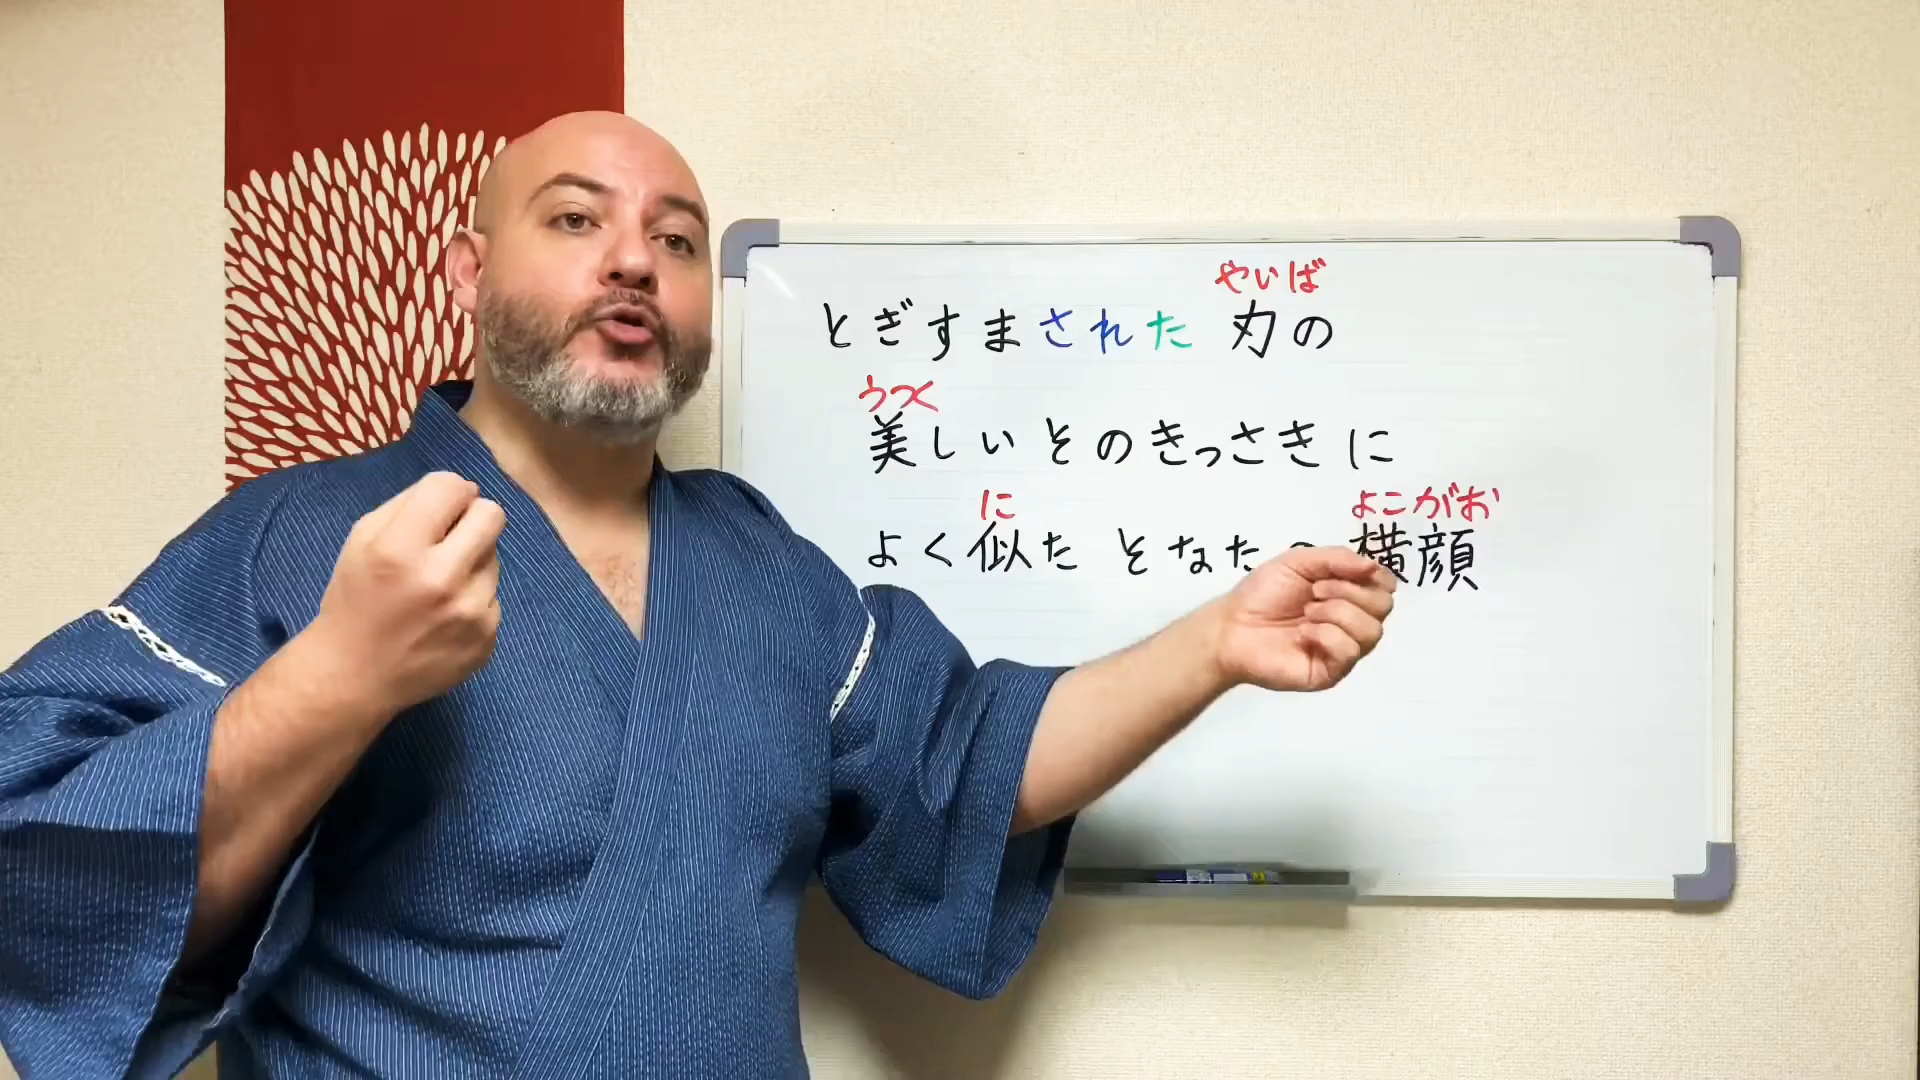 やいば
とぎすまされた 刃の
うつく
美しいそのきっさきに
に よこがお
よく似た そなたの横顔